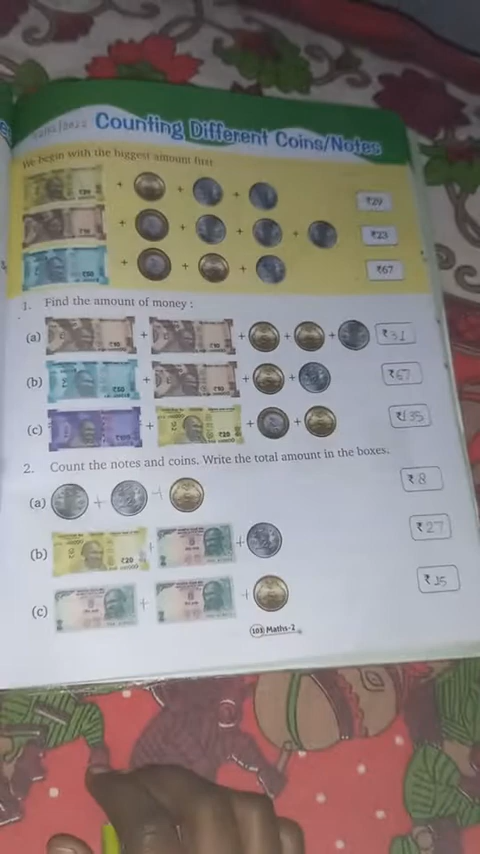 Counting Different Coins/Notes
We begin with the biggest amount first
₹29
₹23
₹67
1. Find the amount of money :
(a) ₹31
(b) ₹67
(c) ₹135
2. Count the notes and coins. Write the total amount in the boxes.
(a) ₹8
(b) ₹27
(c) ₹15
101 Maths-2